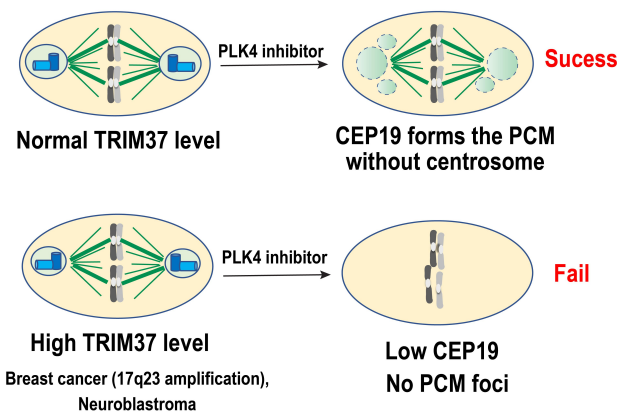 PLK4 inhibitor
Sucess
Normal TRIM37 level
CEP19 forms the PCM
without centrosome
PLK4 inhibitor
Fail
High TRIM37 level
Low CEP19
No PCM foci
Breast cancer (17q23 amplification),
Neuroblastroma